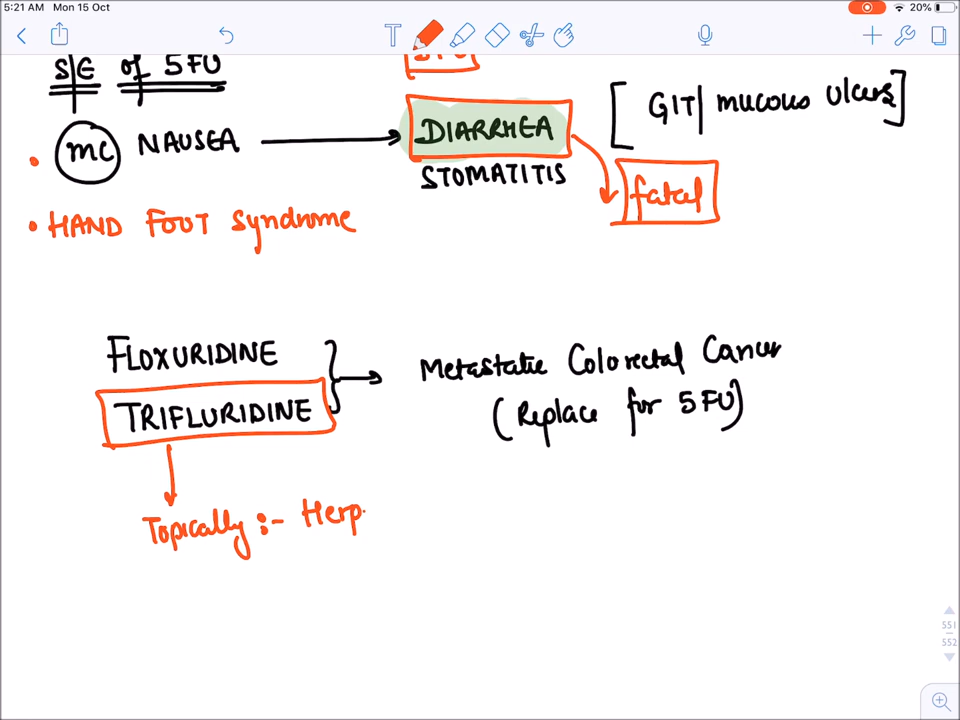 5:21 AM Mon 15 Oct 20%
S/E of 5FU
DIARRHEA
[ GIT| mucous Ulcers ]
• mc NAUSEA
STOMATITIS
fatal
• HAND FOOT Syndrome
FLOXURIDINE
Metastatic Colorectal Cancer
TRIFLURIDINE
(Replace for 5FU)
Topically :- Herp
551
552